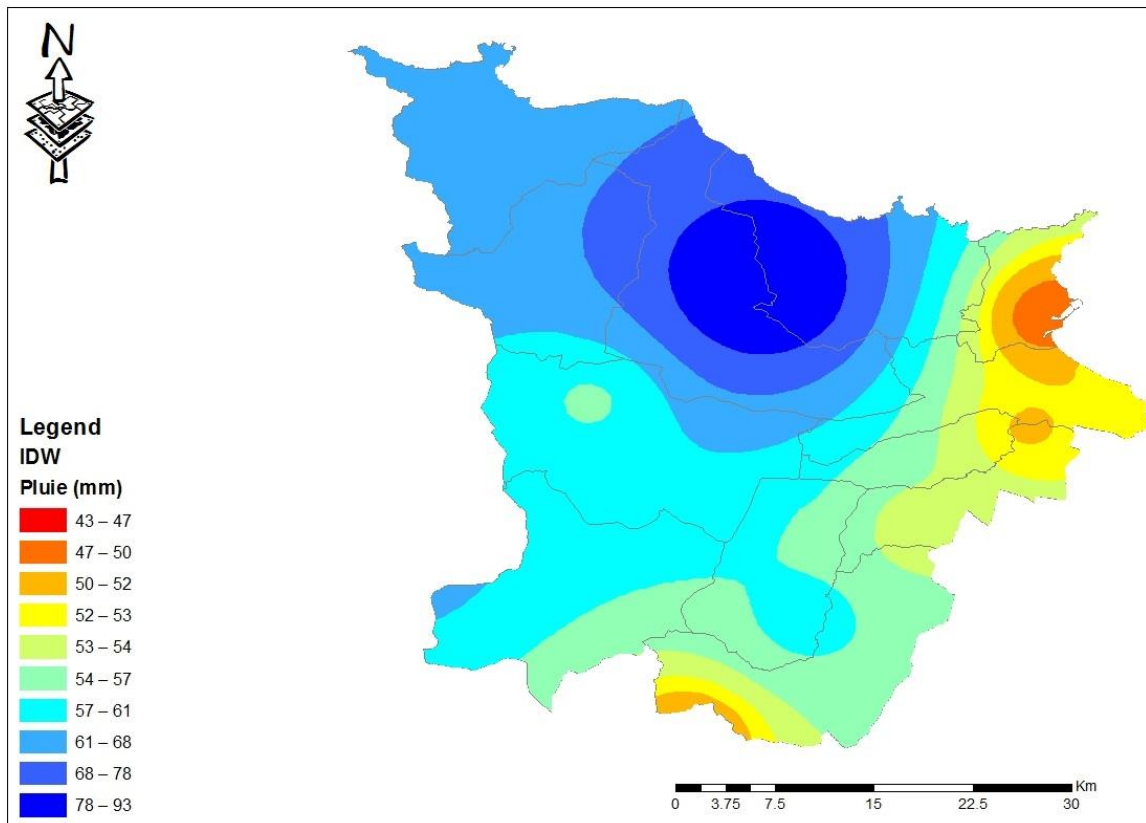 N
Legend
IDW
Pluie (mm)
43 – 47
47 – 50
50 – 52
52 – 53
53 – 54
54 – 57
57 – 61
61 – 68
68 – 78
78 – 93
Km
0 3.75 7.5 15 22.5 30